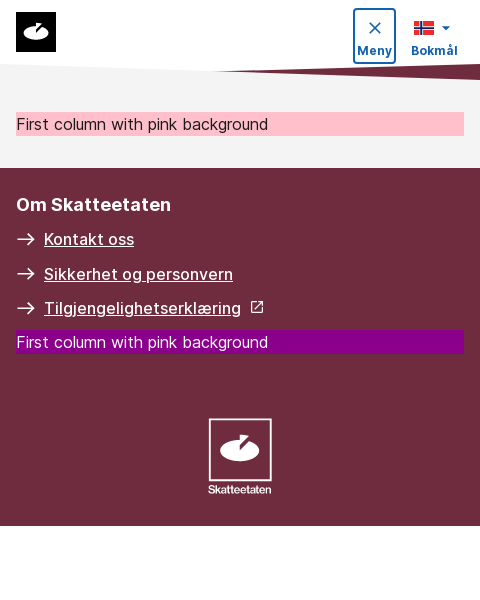 Meny
Bokmål
First column with pink background
Om Skatteetaten
Kontakt oss
Sikkerhet og personvern
Tilgjengelighetserklæring
First column with pink background
Skatteetaten